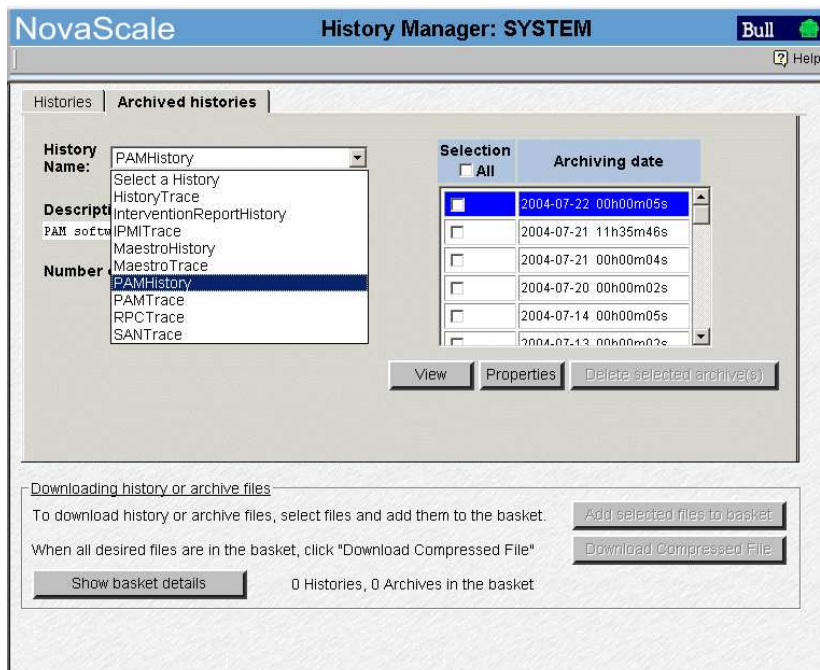 NovaScale
History Manager: SYSTEM
Bull
Help
Histories
Archived histories
History Name:
PAMHistory
Select a History
HistoryTrace
InterventionReportHistory
IPMITrace
MaestroHistory
MaestroTrace
PAMHistory
PAMTrace
RPCTrace
SANTrace
Descripti
PAM softw
Number
Selection
All
Archiving date
2004-07-22 00h00m05s
2004-07-21 11h35m46s
2004-07-21 00h00m04s
2004-07-20 00h00m02s
2004-07-14 00h00m05s
2004-07-13 00h00m02s
View
Properties
Delete selected archive(s)
Downloading history or archive files
To download history or archive files, select files and add them to the basket.
Add selected files to basket
When all desired files are in the basket, click "Download Compressed File"
Download Compressed File
Show basket details
0 Histories, 0 Archives in the basket